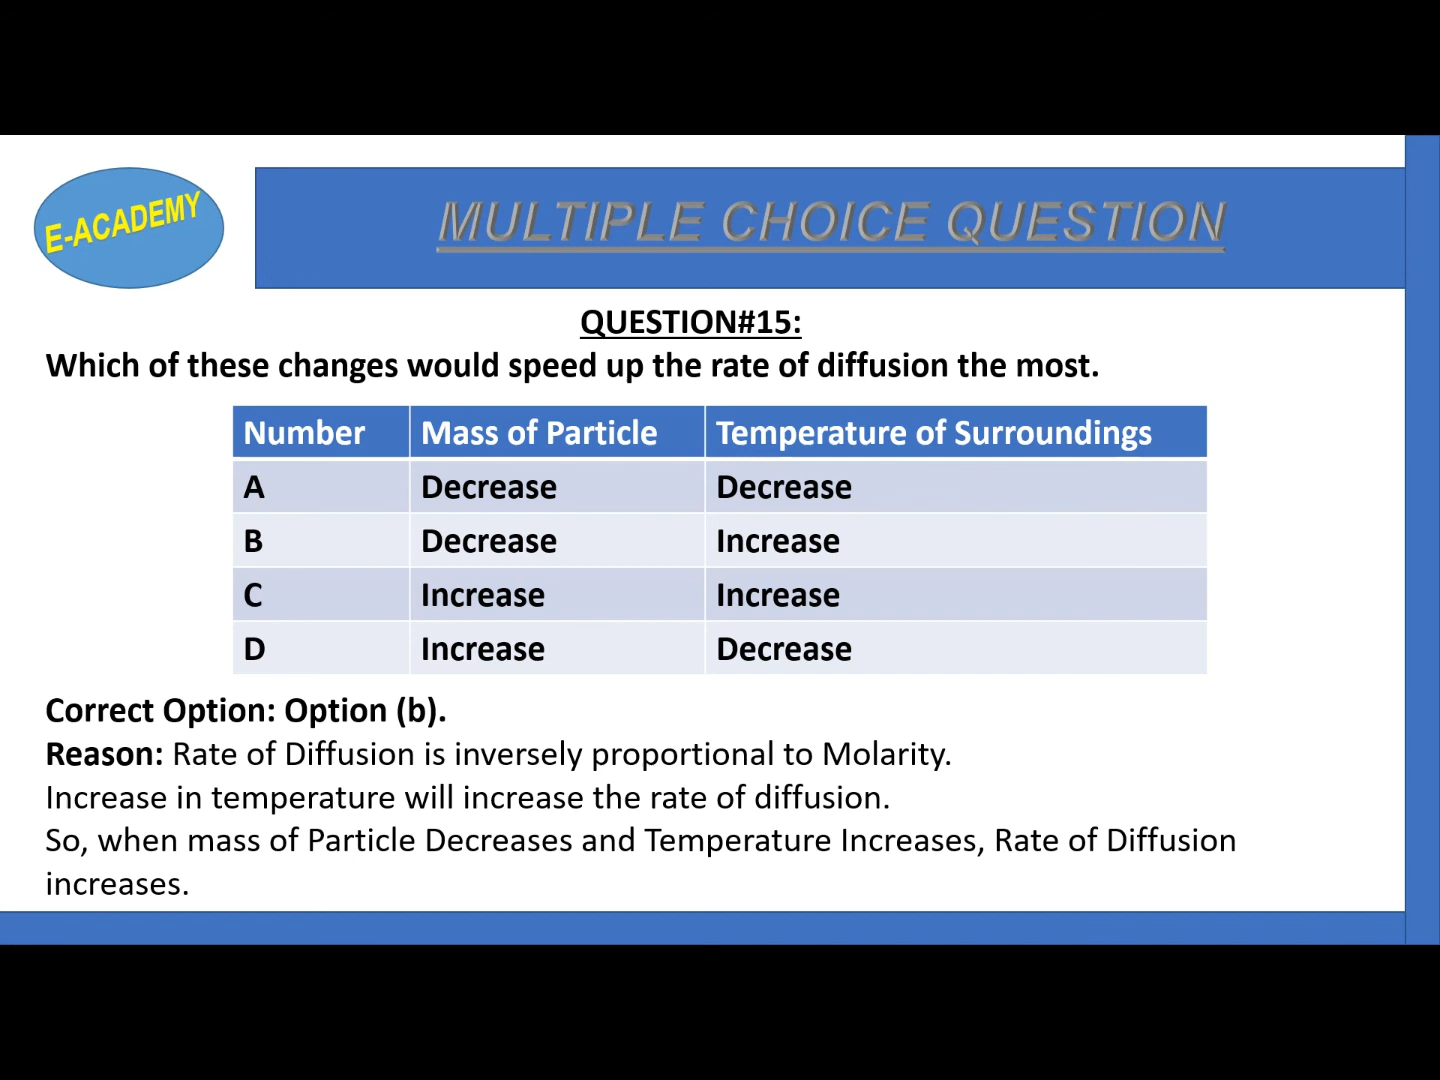 E-ACADEMY
MULTIPLE CHOICE QUESTION
QUESTION#15:
Which of these changes would speed up the rate of diffusion the most.
Number Mass of Particle Temperature of Surroundings
A Decrease Decrease
B Decrease Increase
C Increase Increase
D Increase Decrease
Correct Option: Option (b).
Reason: Rate of Diffusion is inversely proportional to Molarity.
Increase in temperature will increase the rate of diffusion.
So, when mass of Particle Decreases and Temperature Increases, Rate of Diffusion
increases.